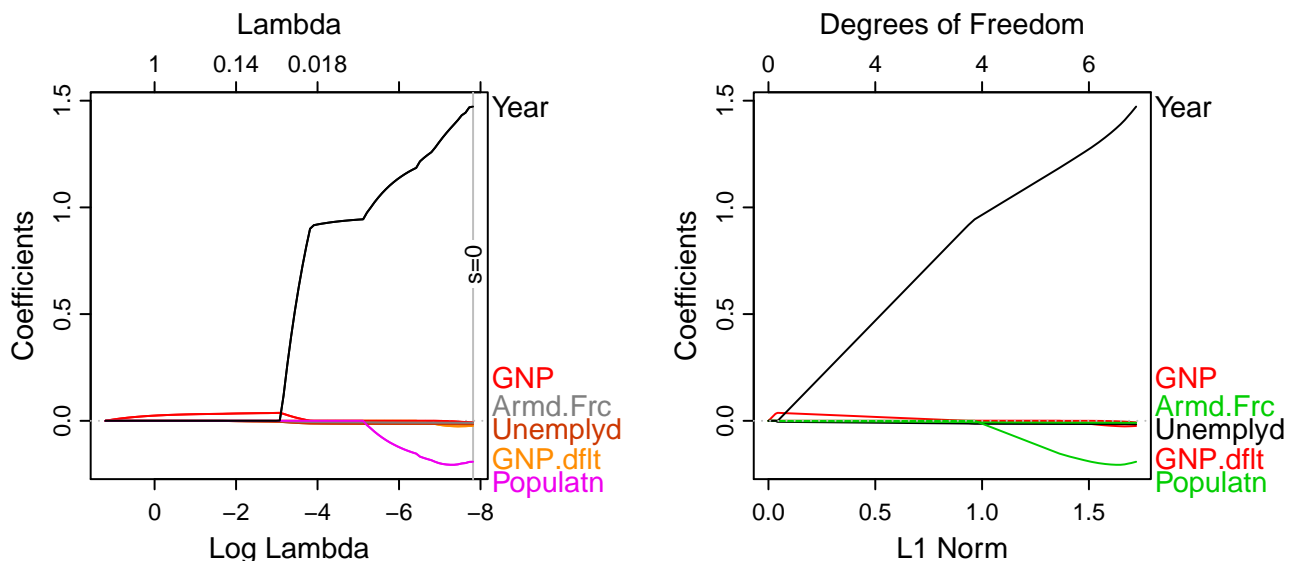 Lambda
1 0.14 0.018
Coefficients
1.5
1.0
0.5
0.0
s=0
Year
GNP
Armd.Frc
Unemplyd
GNP.dflt
Populatn
0 −2 −4 −6 −8
Log Lambda
Degrees of Freedom
0 4 4 6
Coefficients
1.5
1.0
0.5
0.0
Year
GNP
Armd.Frc
Unemplyd
GNP.dflt
Populatn
0.0 0.5 1.0 1.5
L1 Norm